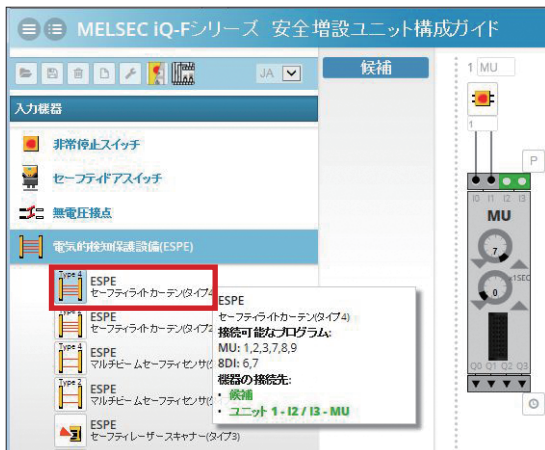 MELSEC iQ-Fシリーズ 安全増設ユニット構成ガイド
JA
候補
1 MU
入力機器
非常停止スイッチ
セーフティドアスイッチ
無電圧接点
電気的検知保護設備(ESPE)
Type 4
ESPE
セーフティライトカーテン(タイプ4
ESPE
セーフティライトカーテン(タイプ2
Type 4
ESPE
マルチビームセーフティセンサ(
Type 2
ESPE
マルチビームセーフティセンサ(
ESPE
セーフティレーザースキャナー(タイプ3)
ESPE
セーフティライトカーテン(タイプ4)
接続可能なプログラム:
MU: 1,2,3,7,8,9
8DI: 6,7
機器の接続先:
・ 候補
・ ユニット 1 - I2 / I3 - MU
1
P
I0 I1 I2 I3
MU
7
0
Q0 Q1 Q2 Q3